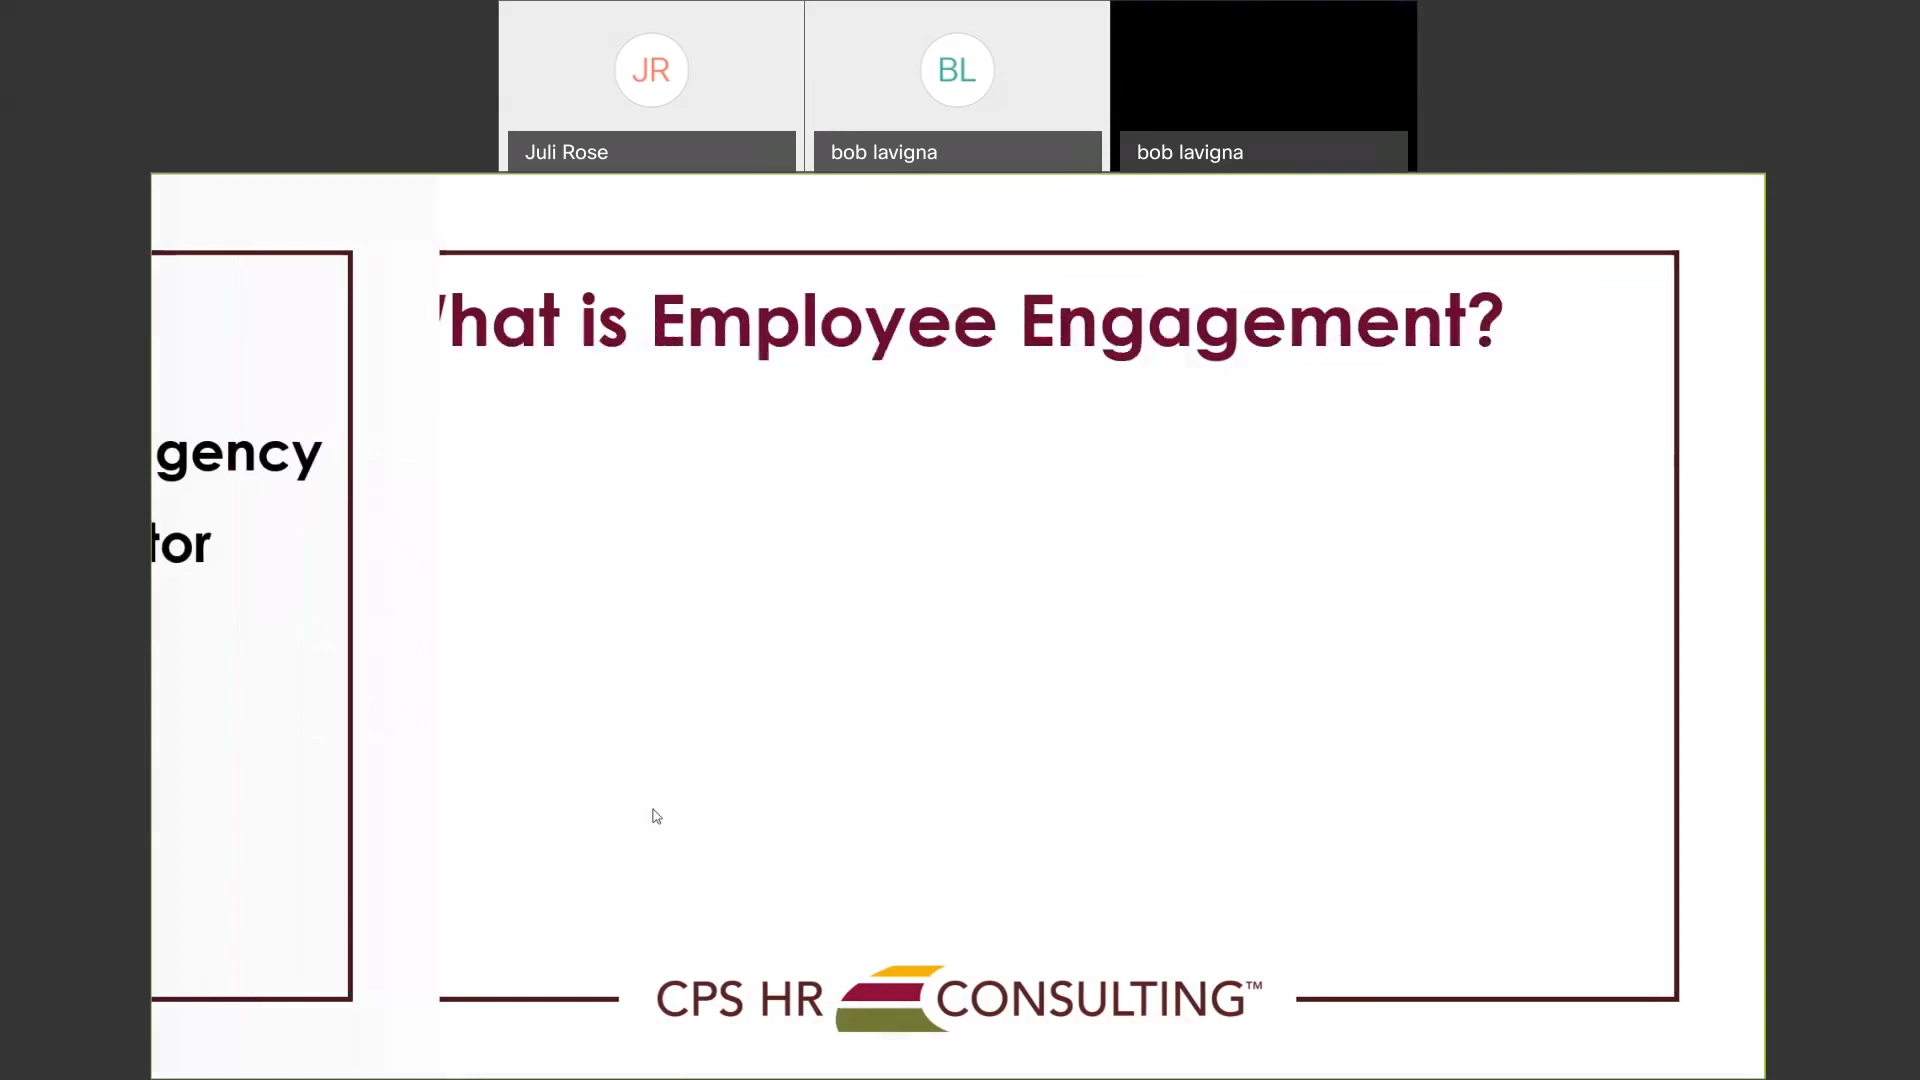 JR
BL
Juli Rose
bob lavigna
bob lavigna
hat is Employee Engagement?
gency
tor
CPS HR CONSULTING™